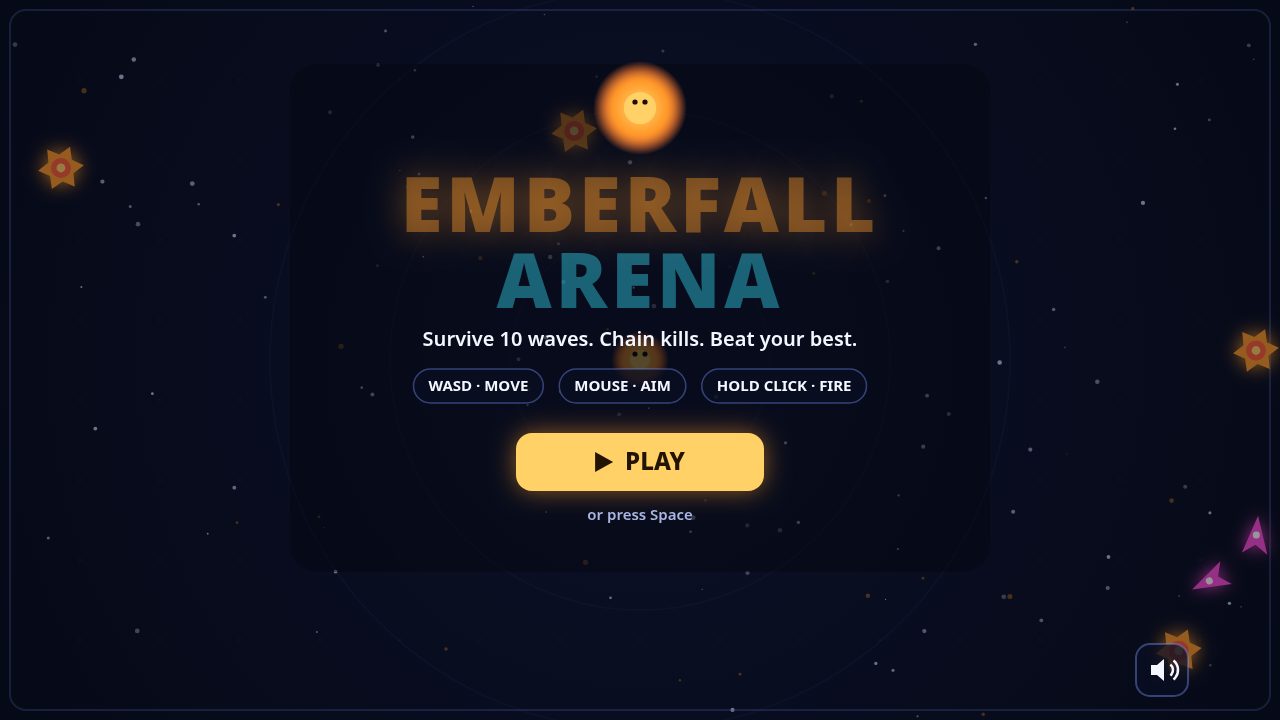 EMBERFALL
ARENA
Survive 10 waves. Chain kills. Beat your best.
WASD · MOVE
MOUSE · AIM
HOLD CLICK · FIRE
PLAY
or press Space